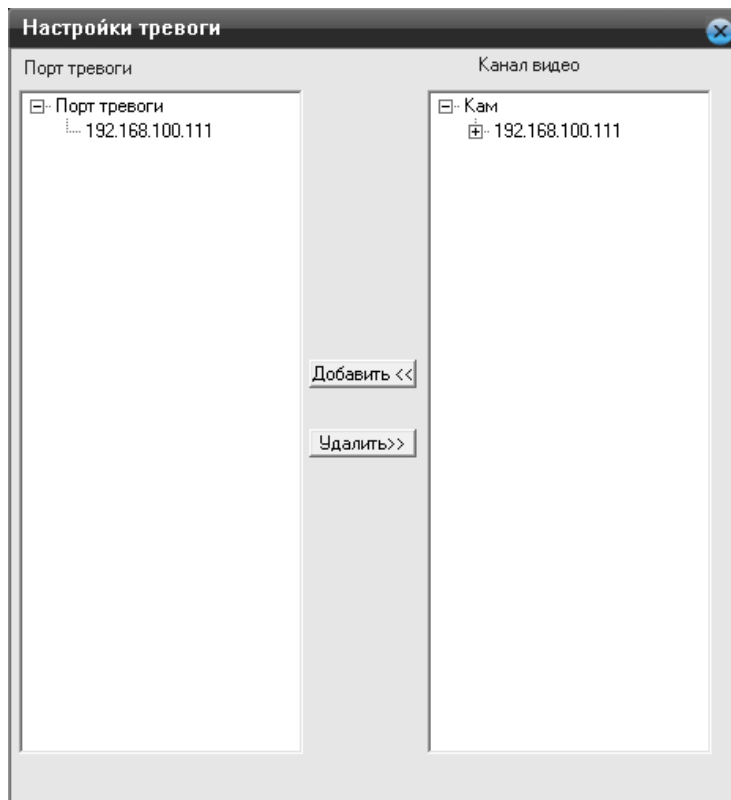 Настройки тревоги
Порт тревоги
Канал видео
Порт тревоги
192.168.100.111
Кам
192.168.100.111
Добавить <<
Удалить>>